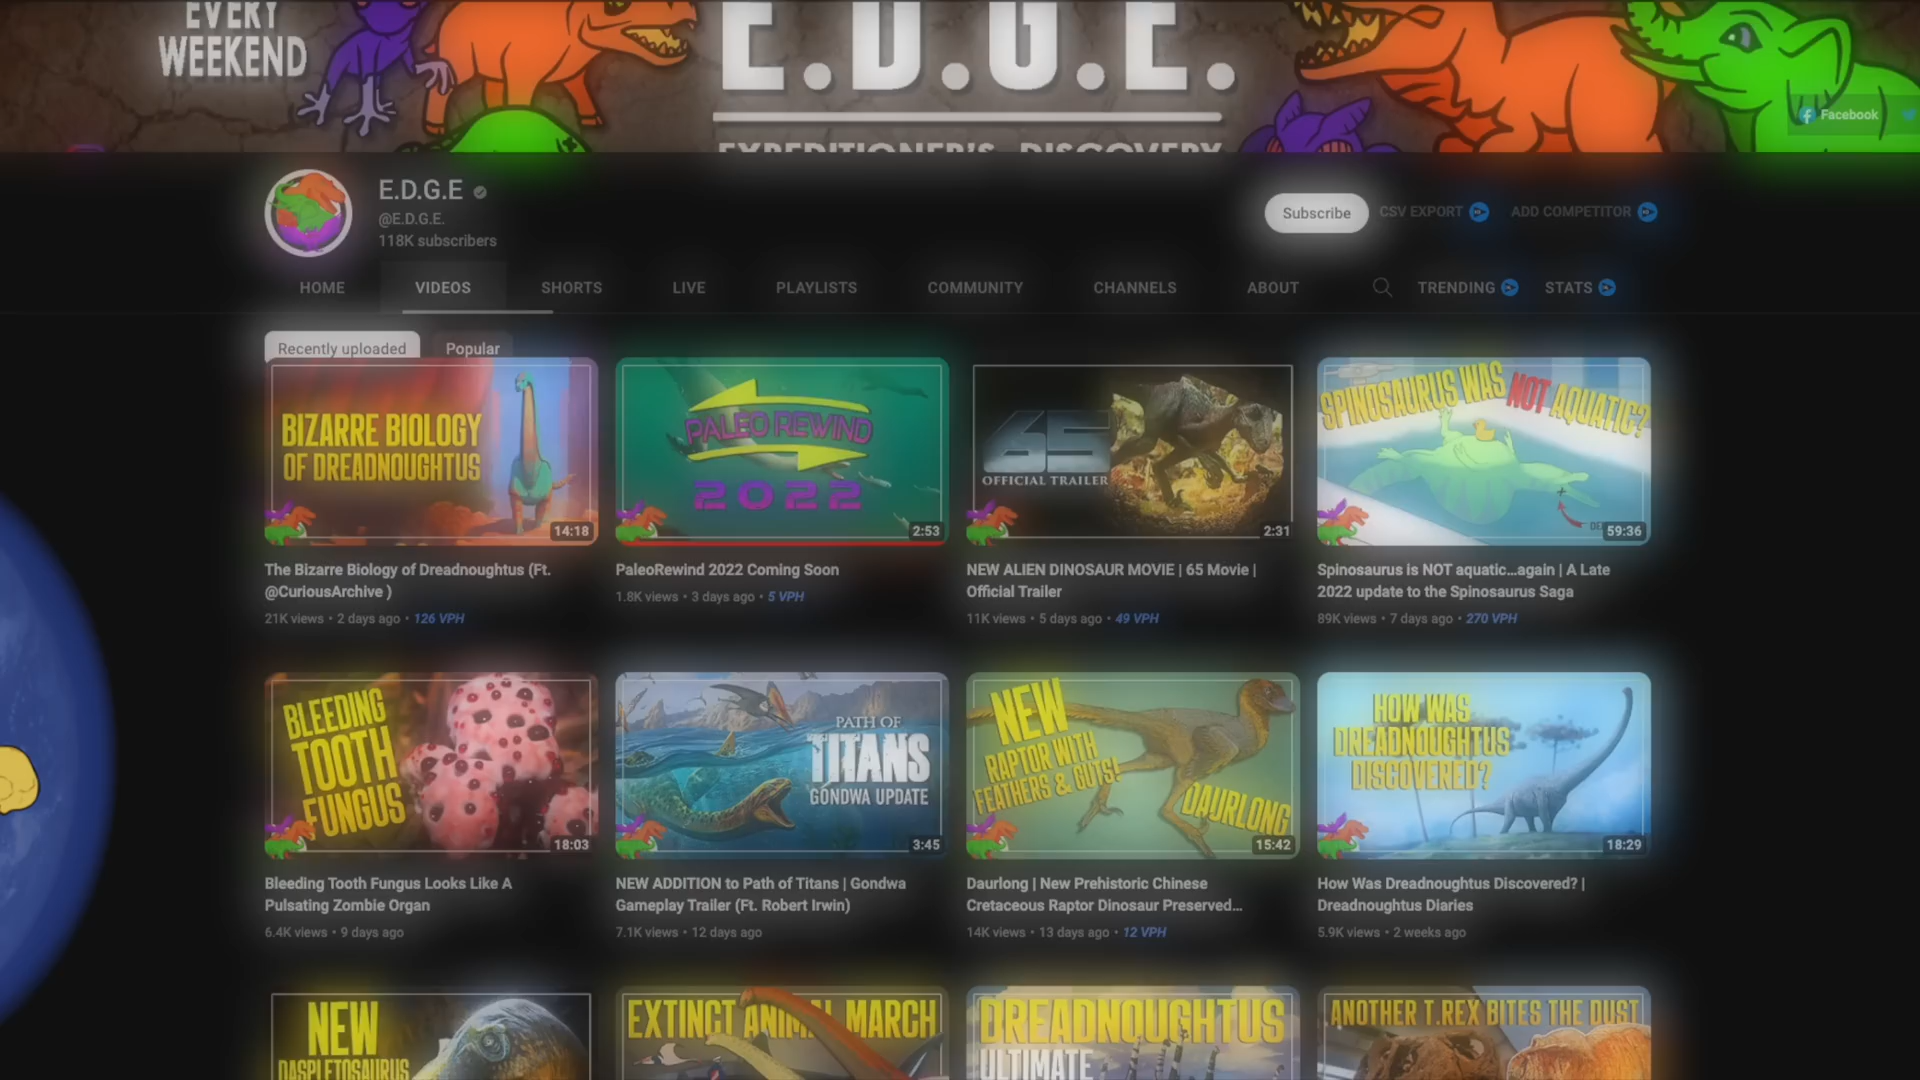 EVERY
WEEKEND
E.D.G.E.
EXPEDITIONER'S DISCOVERY
Facebook
E.D.G.E
@E.D.G.E.
118K subscribers
Subscribe
CSV EXPORT
ADD COMPETITOR
HOME
VIDEOS
SHORTS
LIVE
PLAYLISTS
COMMUNITY
CHANNELS
ABOUT
TRENDING
STATS
Recently uploaded
Popular
BIZARRE BIOLOGY
OF DREADNOUGHTUS
14:18
PALEO REWIND
2022
2:53
65
OFFICIAL TRAILER
2:31
SPINOSAURUS WAS NOT AQUATIC?
59:36
The Bizarre Biology of Dreadnoughtus (Ft.
@CuriousArchive )
21K views • 2 days ago • 126 VPH
PaleoRewind 2022 Coming Soon
1.8K views • 3 days ago • 5 VPH
NEW ALIEN DINOSAUR MOVIE | 65 Movie |
Official Trailer
11K views • 5 days ago • 49 VPH
Spinosaurus is NOT aquatic...again | A Late
2022 update to the Spinosaurus Saga
89K views • 7 days ago • 270 VPH
BLEEDING
TOOTH
FUNGUS
18:03
PATH OF
TITANS
GONDWA UPDATE
3:45
NEW
RAPTOR WITH
FEATHERS & GUTS!
DAURLONG
15:42
HOW WAS
DREADNOUGHTUS
DISCOVERED?
18:29
Bleeding Tooth Fungus Looks Like A
Pulsating Zombie Organ
6.4K views • 9 days ago
NEW ADDITION to Path of Titans | Gondwa
Gameplay Trailer (Ft. Robert Irwin)
7.1K views • 12 days ago
Daurlong | New Prehistoric Chinese
Cretaceous Raptor Dinosaur Preserved...
14K views • 13 days ago • 12 VPH
How Was Dreadnoughtus Discovered? |
Dreadnoughtus Diaries
5.9K views • 2 weeks ago
NEW
DASPLETOSAURUS
EXTINCT ANIMAL MARCH
DREADNOUGHTUS
ULTIMATE
ANOTHER T.REX BITES THE DUST